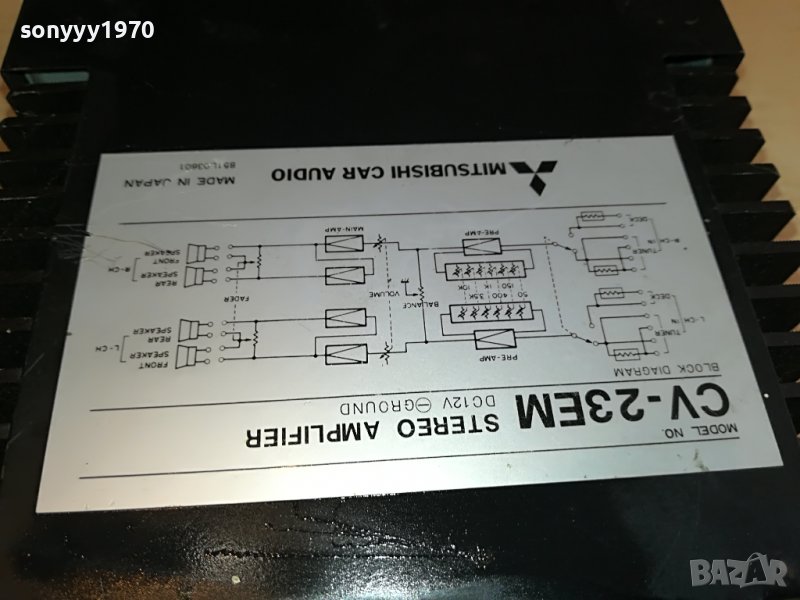 sonyyy1970
MODEL NO.
CV-23EM STEREO AMPLIFIER
DC12V ⊖GROUND
BLOCK DIAGRAM
L-CH IN
TUNER
DECK
PRE-AMP
50 400 3.5K
150 1K 10K
BALANCE
VOLUME
FADER
FRONT SPEAKER
REAR SPEAKER
L-CH
R-CH IN
TUNER
DECK
PRE-AMP
MAIN-AMP
REAR SPEAKER
FRONT SPEAKER
R-CH
MITSUBISHI CAR AUDIO
MADE IN JAPAN
BAZAR